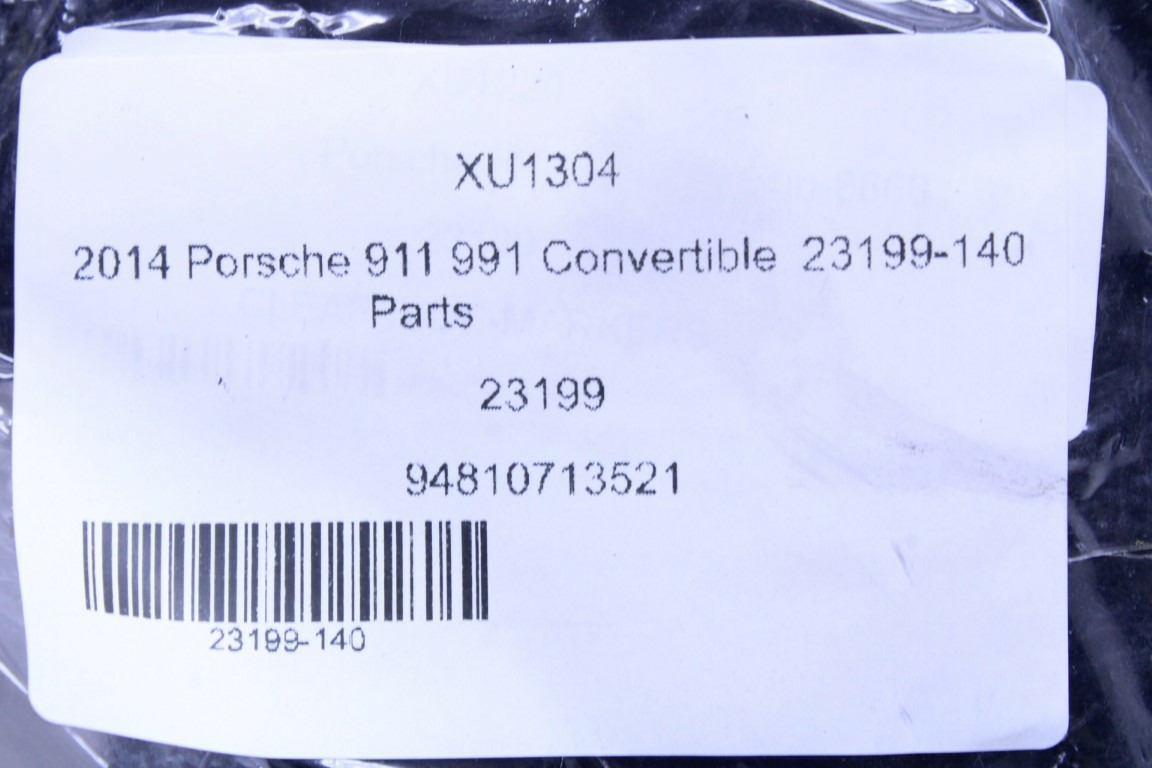 XU1304
2014 Porsche 911 991 Convertible 23199-140
Parts
23199
94810713521
23199-140